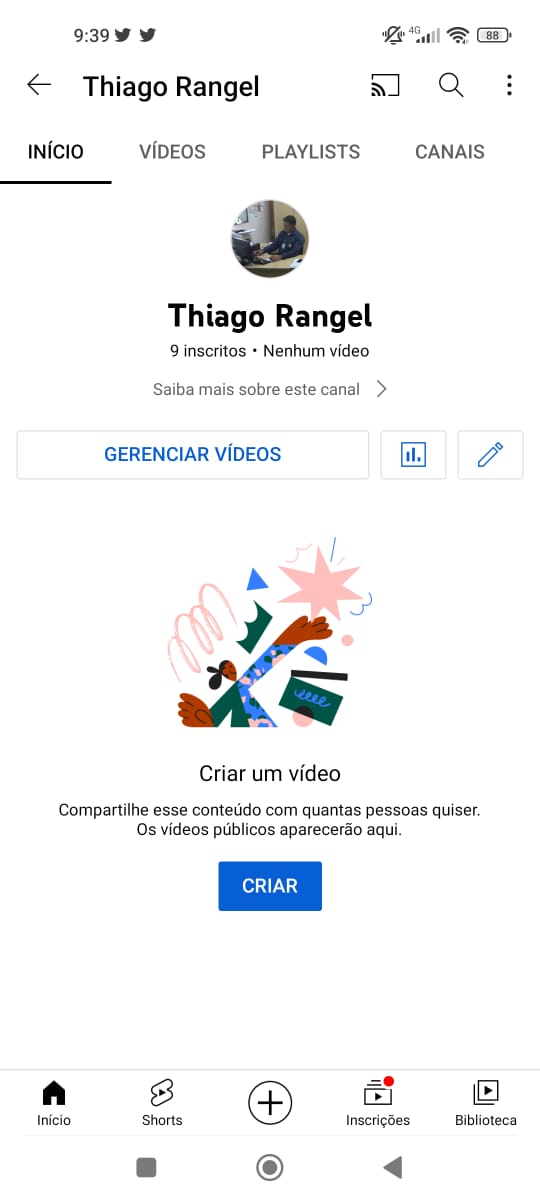 9:39
4G
88
Thiago Rangel
INÍCIO
VÍDEOS
PLAYLISTS
CANAIS
Thiago Rangel
9 inscritos • Nenhum vídeo
Saiba mais sobre este canal
GERENCIAR VÍDEOS
Criar um vídeo
Compartilhe esse conteúdo com quantas pessoas quiser.
Os vídeos públicos aparecerão aqui.
CRIAR
Início
Shorts
Inscrições
Biblioteca